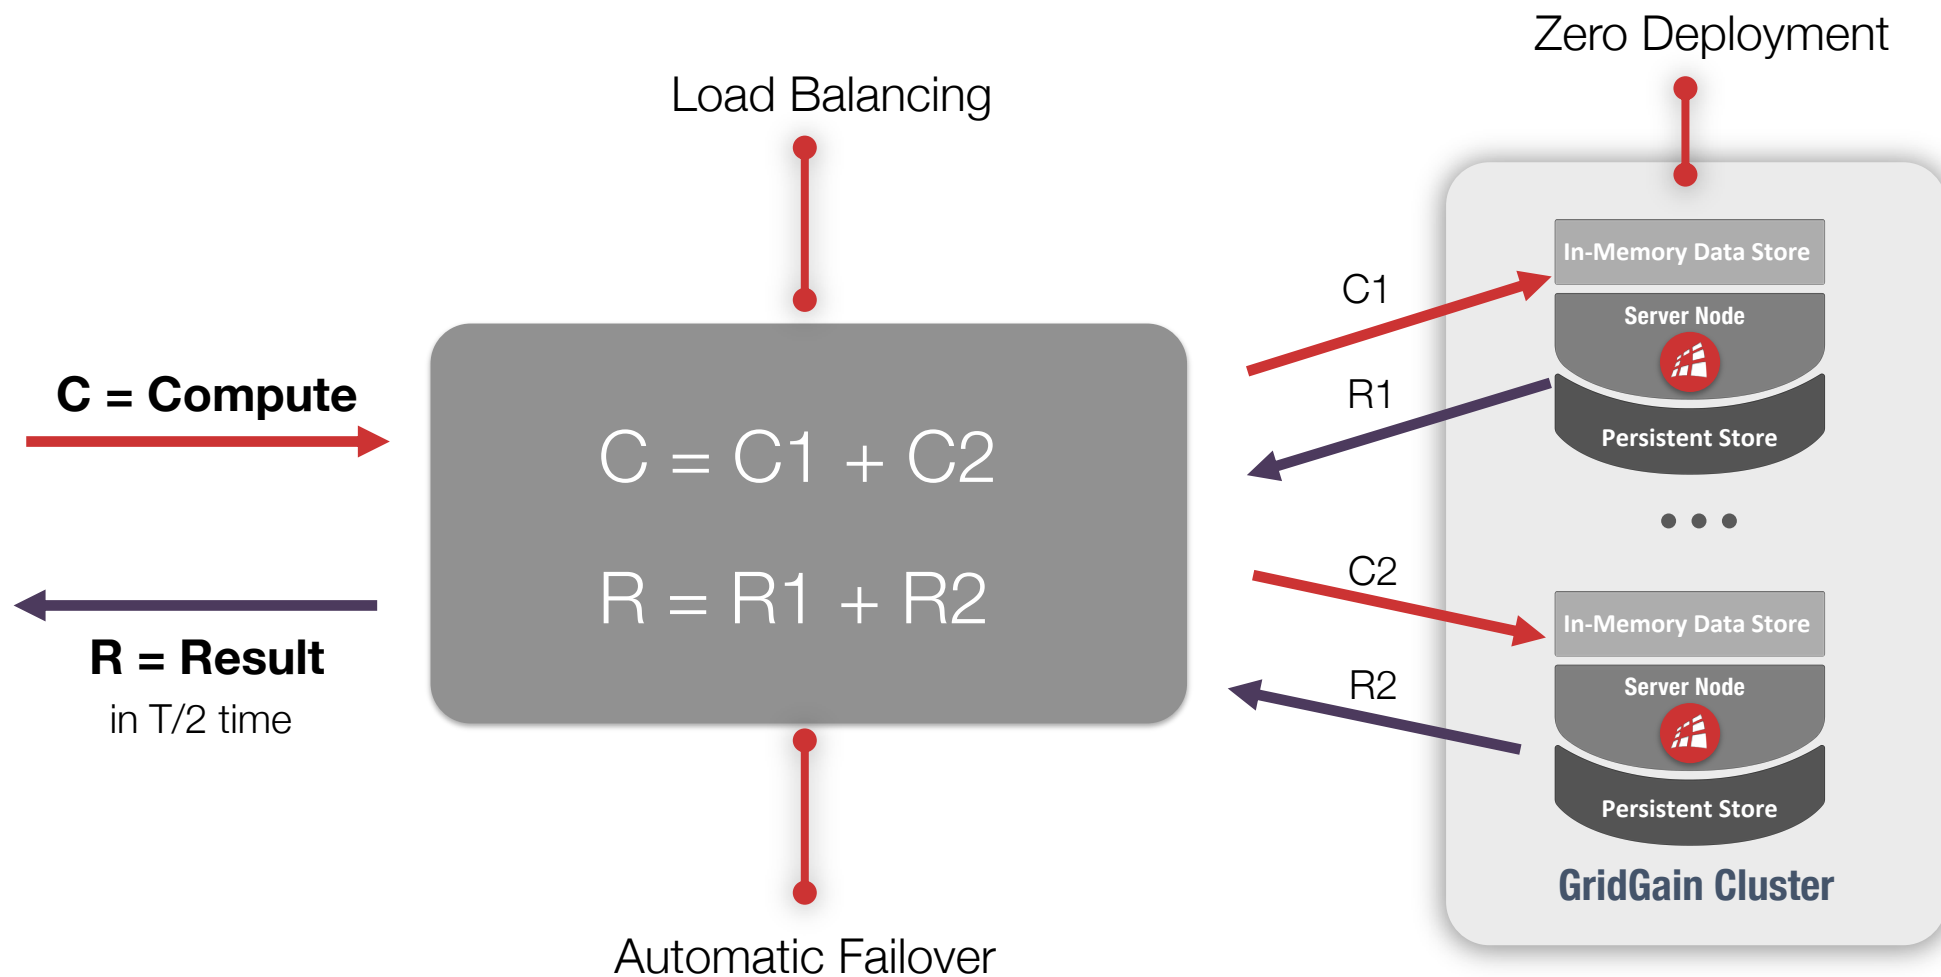 Zero Deployment
Load Balancing
C = Compute
R = Result
in T/2 time
C = C1 + C2
R = R1 + R2
Automatic Failover
C1
R1
C2
R2
In-Memory Data Store
Server Node
Persistent Store
In-Memory Data Store
Server Node
Persistent Store
GridGain Cluster